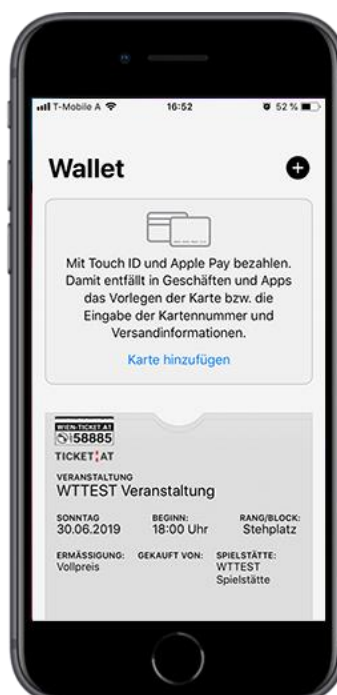 T-Mobile A 16:52 52 %
Wallet
Mit Touch ID und Apple Pay bezahlen.
Damit entfällt in Geschäften und Apps
das Vorlegen der Karte bzw. die
Eingabe der Kartennummer und
Versandinformationen.
Karte hinzufügen
WIEN-TICKET.AT
58885
TICKET AT
VERANSTALTUNG
WTTEST Veranstaltung
SONNTAG BEGINN: RANG/BLOCK:
30.06.2019 18:00 Uhr Stehplatz
ERMÄSSIGUNG: GEKAUFT VON: SPIELSTÄTTE:
Vollpreis WTTEST
Spielstätte